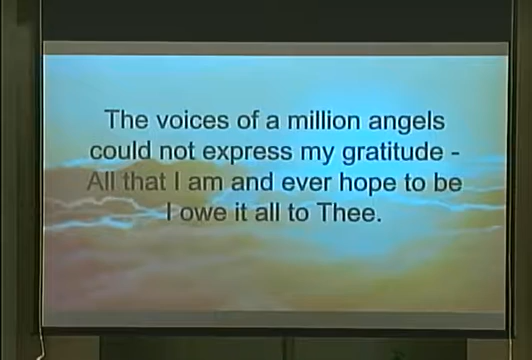 The voices of a million angels
could not express my gratitude -
All that I am and ever hope to be
I owe it all to Thee.